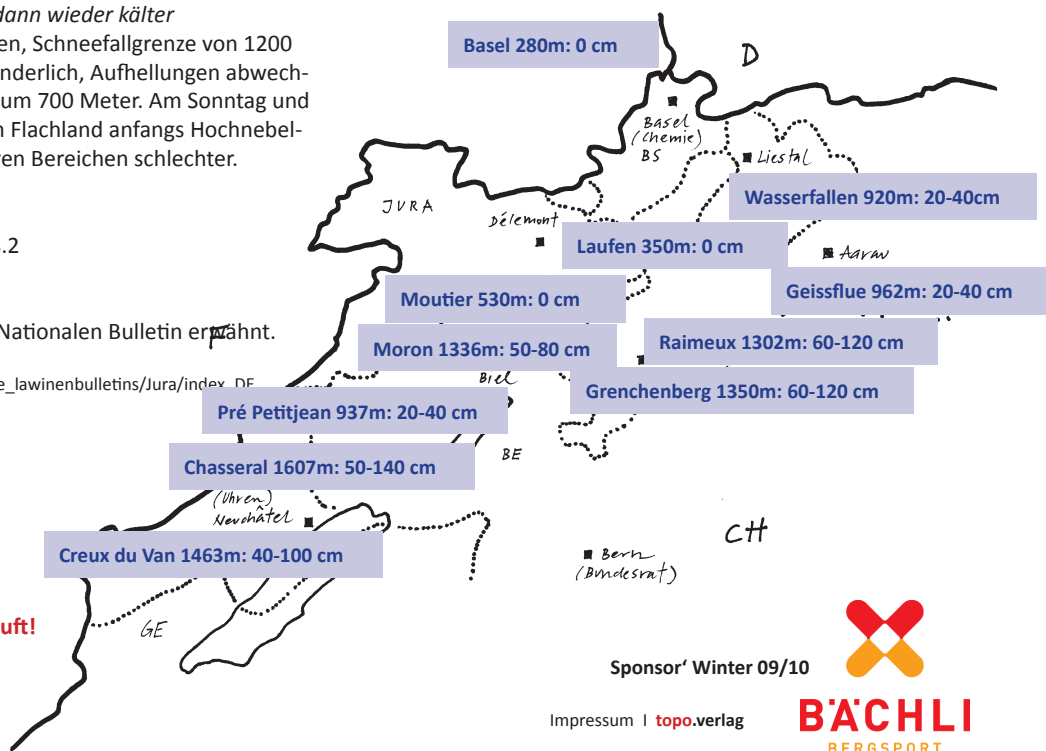 dann wieder kälter
en, Schneefallgrenze von 1200
nderlich, Aufhellungen abwech-
um 700 Meter. Am Sonntag und
n Flachland anfangs Hochnebel-
ren Bereichen schlechter.
.2
Nationalen Bulletin erwähnt.
e_lawinenbulletins/Jura/index_DE
uft!
Basel 280m: 0 cm
D
Basel
(Chemie)
BS
Liestal
Wasserfallen 920m: 20-40cm
JURA
Délemont
Laufen 350m: 0 cm
Aarau
Moutier 530m: 0 cm
Geissflue 962m: 20-40 cm
F
Moron 1336m: 50-80 cm
Raimeux 1302m: 60-120 cm
Biel
Grenchenberg 1350m: 60-120 cm
Pré Petitjean 937m: 20-40 cm
BE
Chasseral 1607m: 50-140 cm
(Uhren)
Neuchâtel
CH
Creux du Van 1463m: 40-100 cm
Bern
(Bundesrat)
GE
Sponsor‘ Winter 09/10
Impressum I topo.verlag
BÄCHLI
BERGSPORT